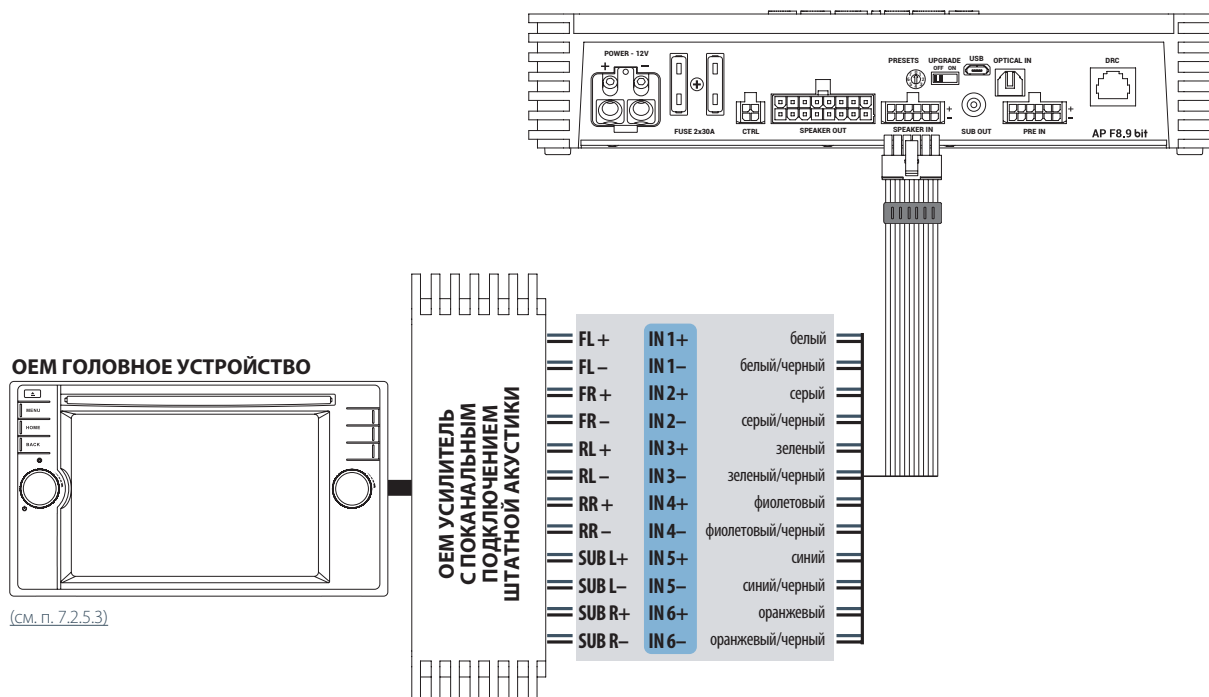 POWER - 12V
+ −
FUSE 2x30A
CTRL
SPEAKER OUT
PRESETS
UPGRADE
OFF ON
USB
OPTICAL IN
DRC
SPEAKER IN
+
−
SUB OUT
PRE IN
+
−
AP F8.9 bit
ОЕМ ГОЛОВНОЕ УСТРОЙСТВО
MENU
HOME
BACK
(см. п. 7.2.5.3)
ОЕМ УСИЛИТЕЛЬ
С ПОКАНАЛЬНЫМ
ПОДКЛЮЧЕНИЕМ
ШТАТНОЙ АКУСТИКИ
FL + IN 1+ белый
FL − IN 1− белый/черный
FR + IN 2+ серый
FR − IN 2− серый/черный
RL + IN 3+ зеленый
RL − IN 3− зеленый/черный
RR + IN 4+ фиолетовый
RR − IN 4− фиолетовый/черный
SUB L+ IN 5+ синий
SUB L− IN 5− синий/черный
SUB R+ IN 6+ оранжевый
SUB R− IN 6− оранжевый/черный